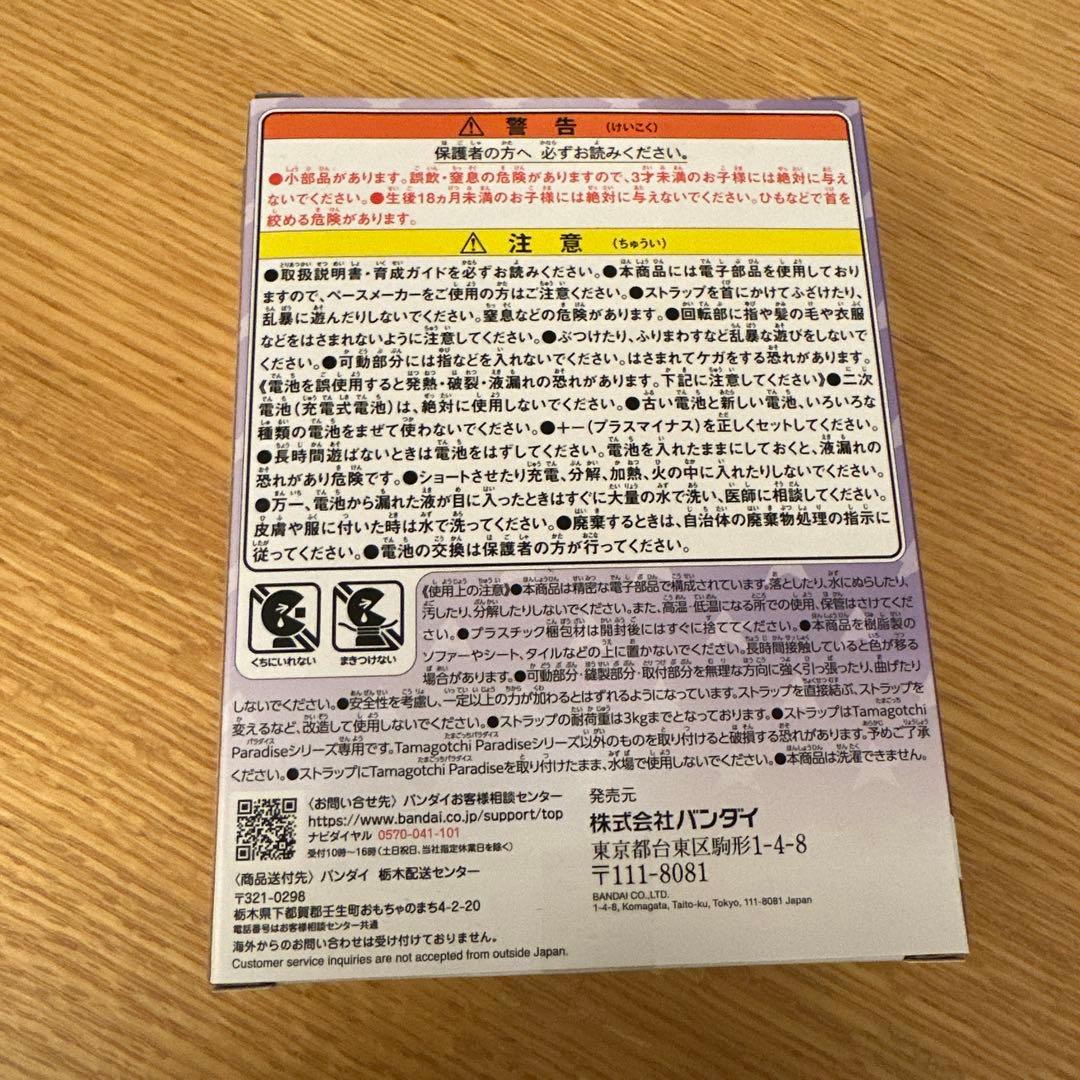 ⚠ 警告 (けいこく)
保護者の方へ 必ずお読みください。
●小部品があります。誤飲・窒息の危険がありますので、3才未満のお子様には絶対に与え
ないでください。●生後18ヵ月未満のお子様には絶対に与えないでください。ひもなどで首を
絞める危険があります。
⚠ 注意 (ちゅうい)
●取扱説明書・育成ガイドを必ずお読みください。●本商品には電子部品を使用しており
ますので、ペースメーカーをご使用の方はご注意ください。●ストラップを首にかけてふざけたり、
乱暴に遊んだりしないでください。窒息などの危険があります。●回転部に指や髪の毛や衣服
などをはさまれないように注意してください。●ぶつけたり、ふりまわすなど乱暴な遊びをしないで
ください。●可動部分には指などを入れないでください。はさまれてケガをする恐れがあります。
《電池を誤使用すると発熱・破裂・液漏れの恐れがあります。下記に注意してください》●二次
電池(充電式電池)は、絶対に使用しないでください。●古い電池と新しい電池、いろいろな
種類の電池をまぜて使わないでください。●+-(プラスマイナス)を正しくセットしてください。
●長時間遊ばないときは電池をはずしてください。電池を入れたままにしておくと、液漏れの
恐れがあり危険です。●ショートさせたり充電、分解、加熱、火の中に入れたりしないでください。
●万一、電池から漏れた液が目に入ったときはすぐに大量の水で洗い、医師に相談してください。
皮膚や服に付いた時は水で洗ってください。●廃棄するときは、自治体の廃棄物処理の指示に
従ってください。●電池の交換は保護者の方が行ってください。
くちにいれない
まきつけない
《使用上の注意》●本商品は精密な電子部品で構成されています。落としたり、水にぬらしたり、
汚したり、分解したりしないでください。また、高温・低温になる所での使用、保管はさけてくだ
さい。●プラスチック梱包材は開封後にはすぐに捨ててください。●本商品を樹脂製の
ソファーやシート、タイルなどの上に置かないでください。長時間接触していると色が移る
場合があります。●可動部分・縫製部分・取付部分を無理な方向に強く引っ張ったり、曲げたり
しないでください。●安全性を考慮し、一定以上の力が加わるとはずれるようになっています。ストラップを直接結ぶ、ストラップを
変えるなど、改造して使用しないでください。●ストラップの耐荷重は3kgまでとなっております。●ストラップはTamagotchi
Paradiseシリーズ専用です。Tamagotchi Paradiseシリーズ以外のものを取り付けると破損する恐れがあります。予めご了承
ください。●ストラップにTamagotchi Paradiseを取り付けたまま、水場で使用しないでください。●本商品は洗濯できません。
〈お問い合せ先〉バンダイお客様相談センター
https://www.bandai.co.jp/support/top
ナビダイヤル 0570-041-101
受付10時~16時(土日祝日、当社指定休業日を除く)
〈商品送付先〉バンダイ 栃木配送センター
〒321-0298
栃木県下都賀郡壬生町おもちゃのまち4-2-20
電話番号はお客様相談センター共通
海外からのお問い合わせは受け付けておりません。
Customer service inquiries are not accepted from outside Japan.
発売元
株式会社バンダイ
東京都台東区駒形1-4-8
〒111-8081
BANDAI CO.,LTD.
1-4-8, Komagata, Taito-ku, Tokyo, 111-8081 Japan